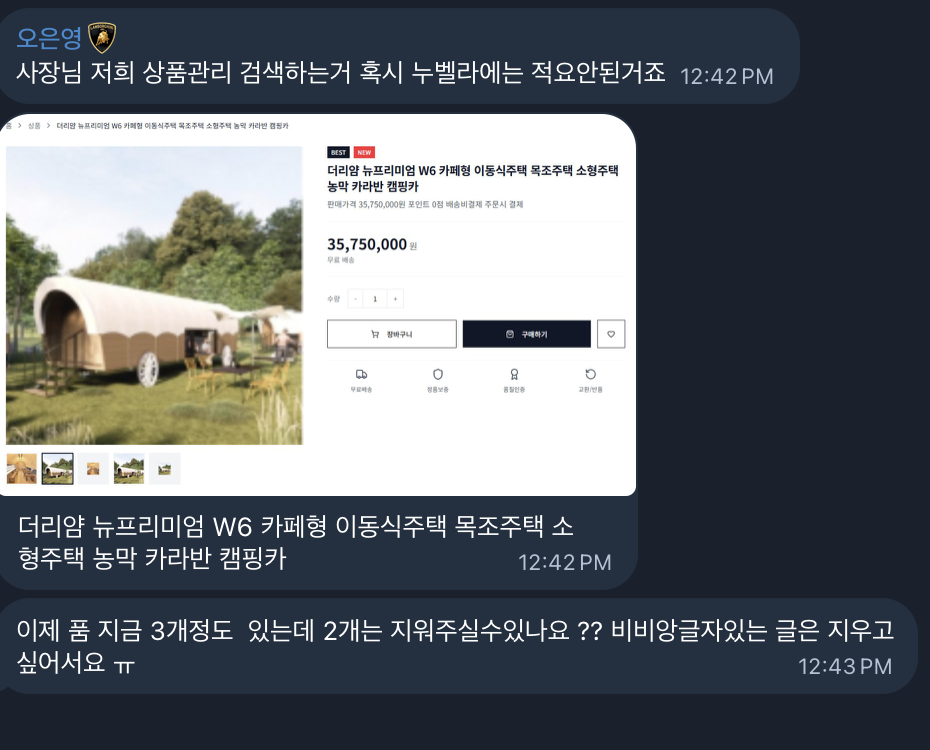 오은영
사장님 저희 상품관리 검색하는거 혹시 누벨라에는 적요안된거죠 12:42 PM
홈 > 상품 > 더리얌 뉴프리미엄 W6 카페형 이동식주택 목조주택 소형주택 농막 카라반 캠핑카
BEST NEW
더리얌 뉴프리미엄 W6 카페형 이동식주택 목조주택 소형주택
농막 카라반 캠핑카
판매가격 35,750,000원 포인트 0점 배송비결제 주문시 결제
35,750,000 원
무료 배송
수량 - 1 +
장바구니 구매하기
무료배송 정품보증 품질인증 교환/반품
더리얌 뉴프리미엄 W6 카페형 이동식주택 목조주택 소
형주택 농막 카라반 캠핑카 12:42 PM
이제 품 지금 3개정도 있는데 2개는 지워주실수있나요 ?? 비비앙글자있는 글은 지우고
싶어서요 ㅠ 12:43 PM